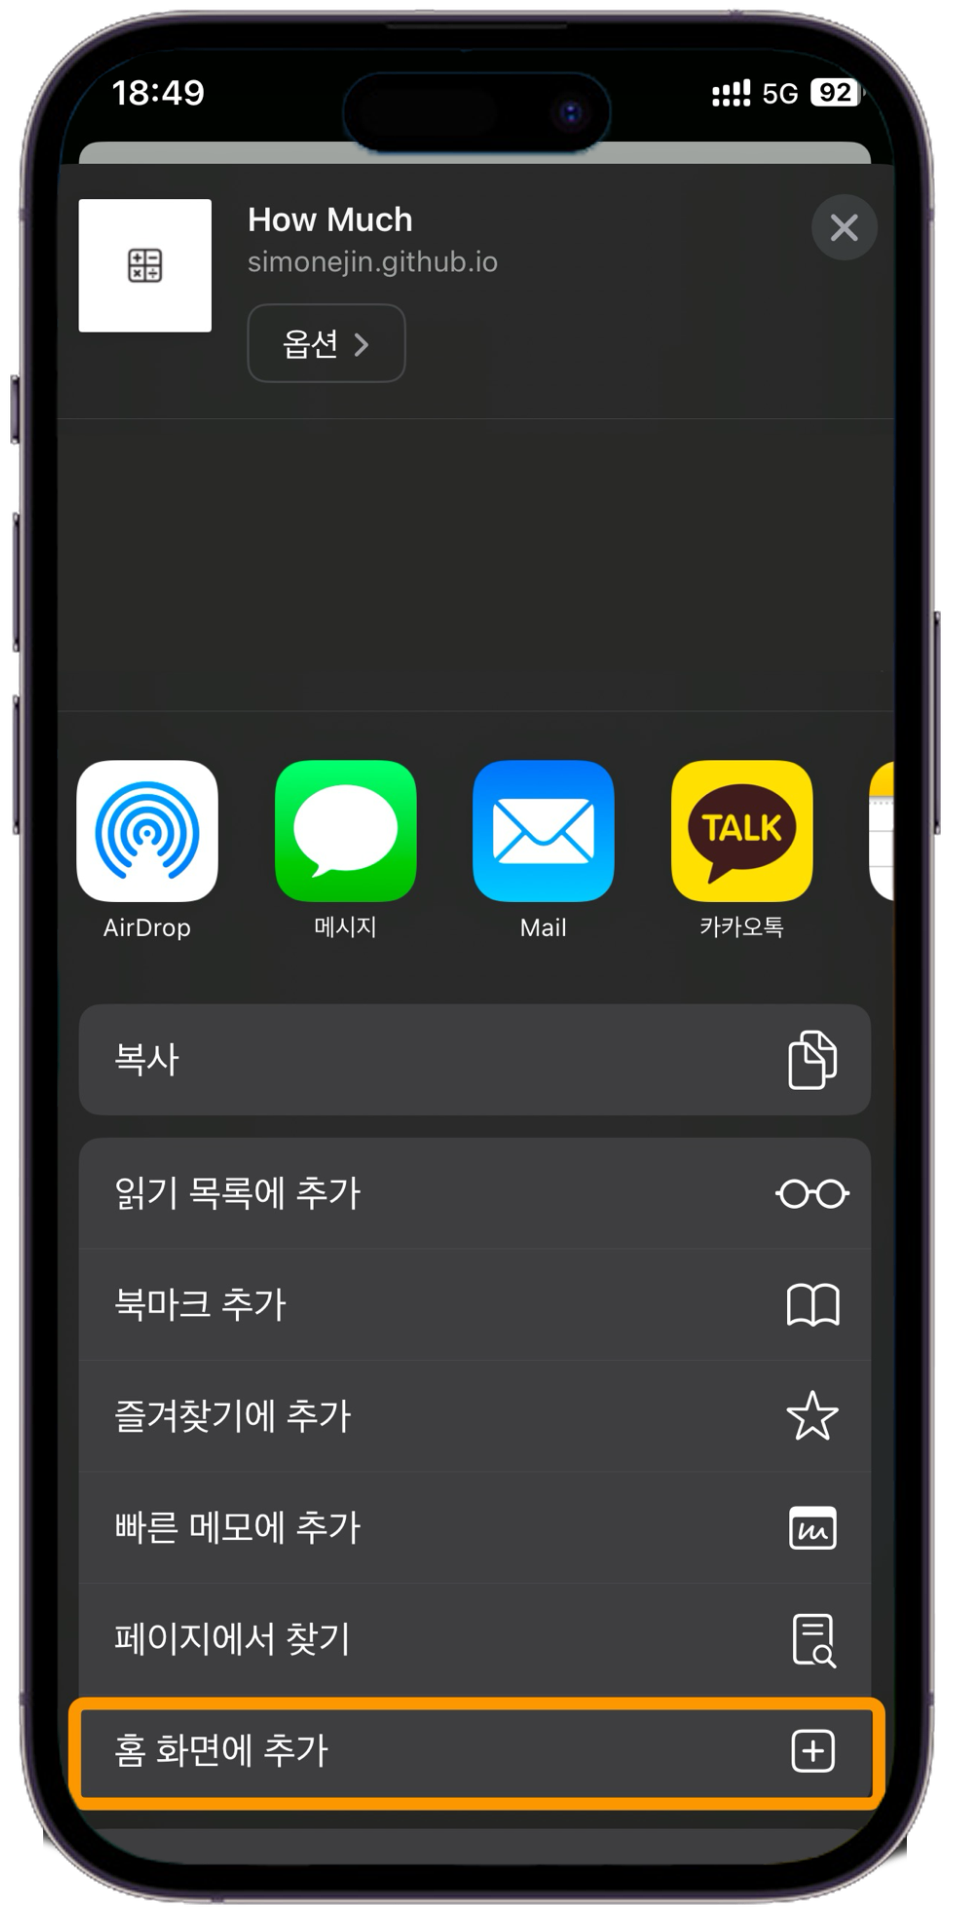 18:49
5G 92
How Much
simonejin.github.io
옵션
AirDrop
메시지
Mail
TALK
카카오톡
복사
읽기 목록에 추가
북마크 추가
즐겨찾기에 추가
빠른 메모에 추가
페이지에서 찾기
홈 화면에 추가